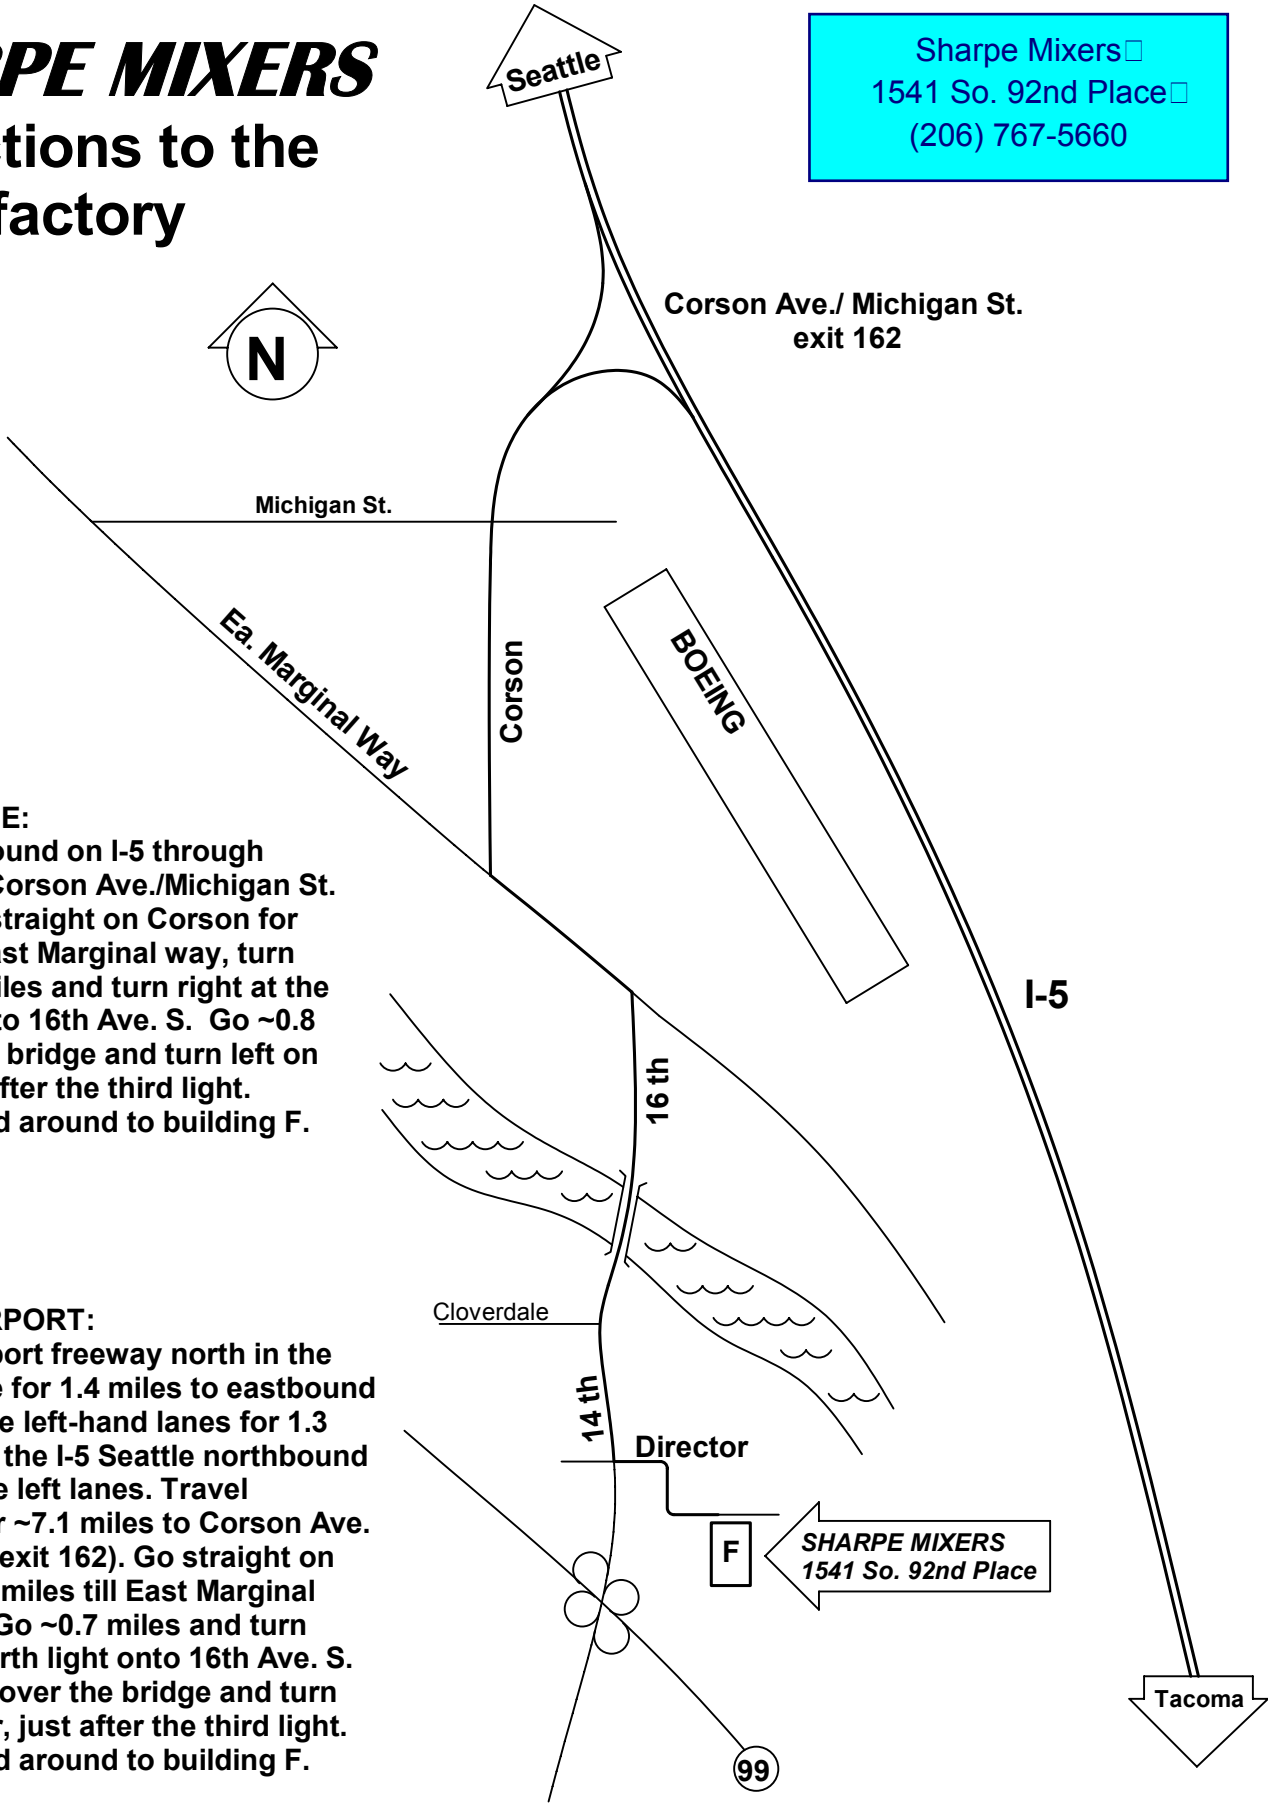 RPE MIXERS
ctions to the
factory
Sharpe Mixers
1541 So. 92nd Place
(206) 767-5660
Seattle
N
Corson Ave./ Michigan St.
exit 162
Michigan St.
Ea. Marginal Way
Corson
BOEING
I-5
E:
ound on I-5 through
Corson Ave./Michigan St.
straight on Corson for
ast Marginal way, turn
iles and turn right at the
to 16th Ave. S. Go ~0.8
bridge and turn left on
fter the third light.
d around to building F.
16 th
Cloverdale
14 th
Director
F
SHARPE MIXERS
1541 So. 92nd Place
RPORT:
port freeway north in the
e for 1.4 miles to eastbound
e left-hand lanes for 1.3
the I-5 Seattle northbound
e left lanes. Travel
r ~7.1 miles to Corson Ave.
exit 162). Go straight on
miles till East Marginal
Go ~0.7 miles and turn
rth light onto 16th Ave. S.
over the bridge and turn
r, just after the third light.
d around to building F.
99
Tacoma